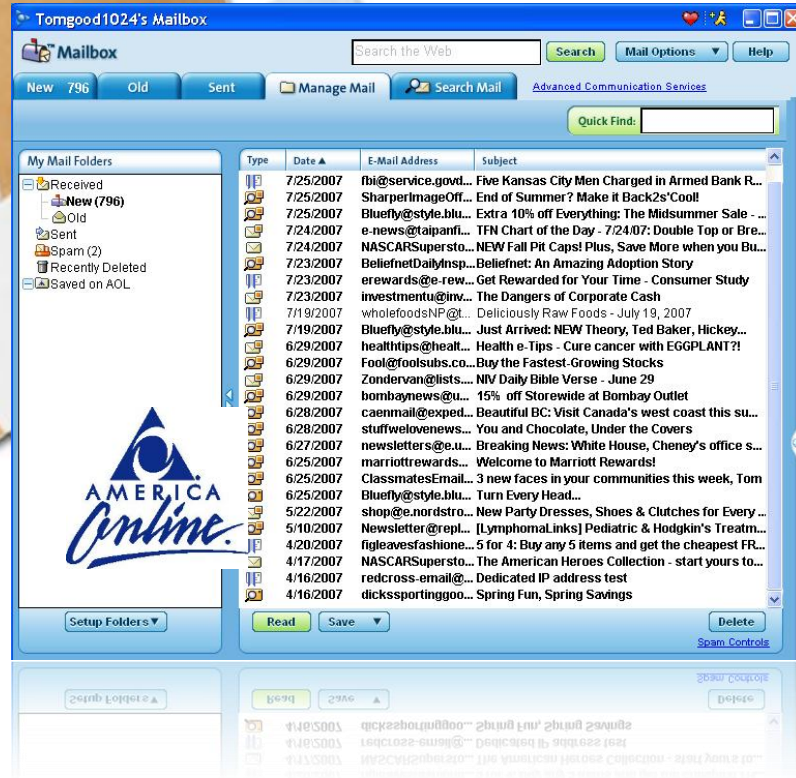 Tomgood1024's Mailbox
Mailbox
Search the Web
Search
Mail Options
Help
New 796
Old
Sent
Manage Mail
Search Mail
Advanced Communication Services
Quick Find:
My Mail Folders
Received
New (796)
Old
Sent
Spam (2)
Recently Deleted
Saved on AOL
AMERICA
Online.
Setup Folders
Type Date E-Mail Address Subject
7/25/2007 fbi@service.govd... Five Kansas City Men Charged in Armed Bank R...
7/25/2007 SharperImageOff... End of Summer? Make it Back2s'Cool!
7/25/2007 Bluefly@style.blu... Extra 10% off Everything: The Midsummer Sale - ...
7/24/2007 e-news@taipanfi... TFN Chart of the Day - 7/24/07: Double Top or Bre...
7/24/2007 NASCARSupersto... NEW Fall Pit Caps! Plus, Save More when you Bu...
7/23/2007 BeliefnetDailyInsp... Beliefnet: An Amazing Adoption Story
7/23/2007 erewards@e-rew... Get Rewarded for Your Time - Consumer Study
7/23/2007 investmentu@inv... The Dangers of Corporate Cash
7/19/2007 wholefoodsNP@t... Deliciously Raw Foods - July 19, 2007
7/19/2007 Bluefly@style.blu... Just Arrived: NEW Theory, Ted Baker, Hickey...
6/29/2007 healthtips@healt... Health e-Tips - Cure cancer with EGGPLANT?!
6/29/2007 Fool@foolsubs.co... Buy the Fastest-Growing Stocks
6/29/2007 Zondervan@lists.... NIV Daily Bible Verse - June 29
6/29/2007 bombaynews@u... 15% off Storewide at Bombay Outlet
6/28/2007 caenmail@exped... Beautiful BC: Visit Canada's west coast this su...
6/28/2007 stuffwelovenews... You and Chocolate, Under the Covers
6/27/2007 newsletters@e.u... Breaking News: White House, Cheney's office s...
6/25/2007 marriottrewards... Welcome to Marriott Rewards!
6/25/2007 ClassmatesEmail... 3 new faces in your communities this week, Tom
6/25/2007 Bluefly@style.blu... Turn Every Head...
5/22/2007 shop@e.nordstro... New Party Dresses, Shoes & Clutches for Every ...
5/10/2007 Newsletter@repl... [LymphomaLinks] Pediatric & Hodgkin's Treatm...
4/20/2007 figleavesfashione... 5 for 4: Buy any 5 items and get the cheapest FR...
4/17/2007 NASCARSupersto... The American Heroes Collection - start yours to...
4/16/2007 redcross-email@... Dedicated IP address test
4/16/2007 dickssportinggoo... Spring Fun, Spring Savings
Read
Save
Delete
Spam Controls